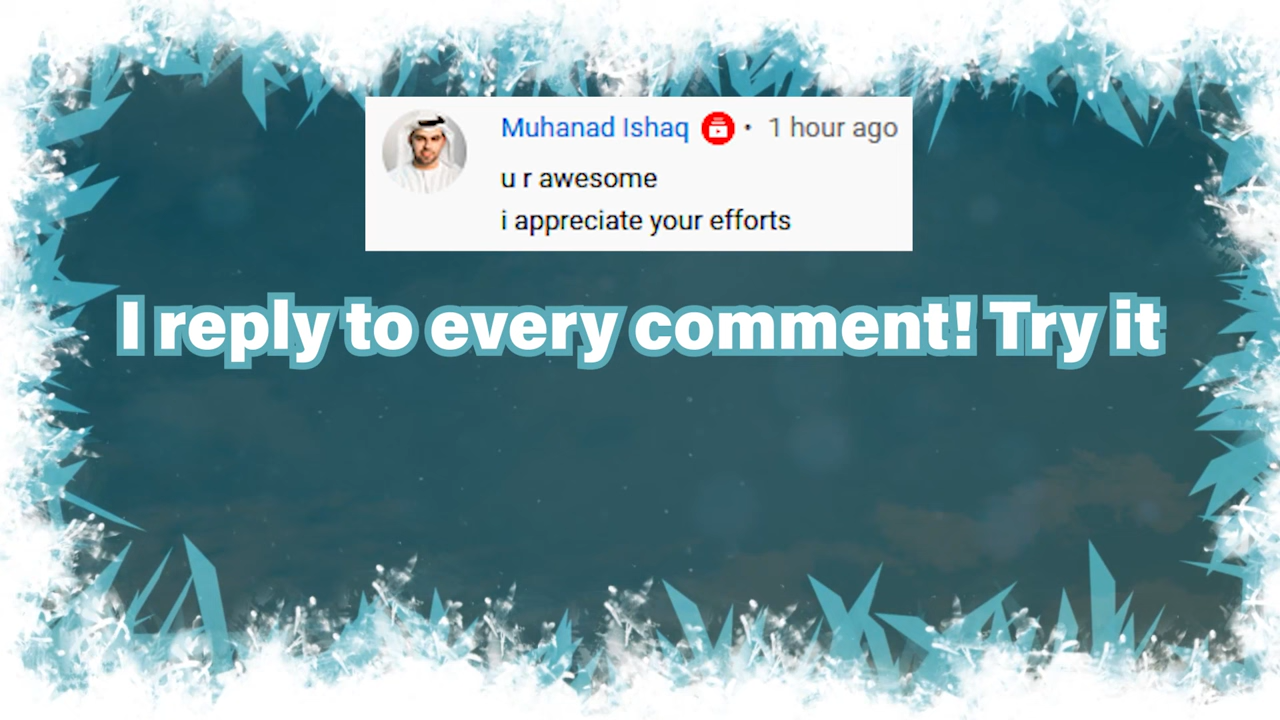 Muhanad Ishaq • 1 hour ago
u r awesome
i appreciate your efforts
I reply to every comment! Try it